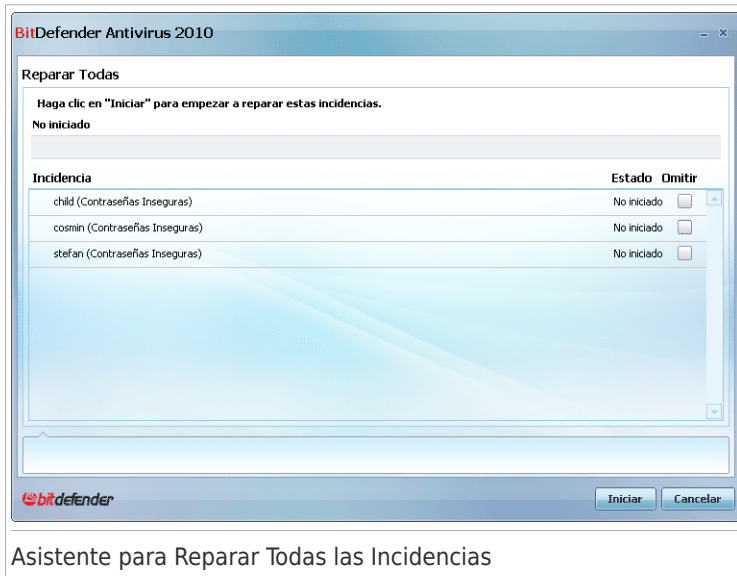 BitDefender Antivirus 2010
Reparar Todas
Haga clic en "Iniciar" para empezar a reparar estas incidencias.
No iniciado
Incidencia Estado Omitir
child (Contraseñas Inseguras) No iniciado
cosmin (Contraseñas Inseguras) No iniciado
stefan (Contraseñas Inseguras) No iniciado
bitdefender Iniciar Cancelar
Asistente para Reparar Todas las Incidencias